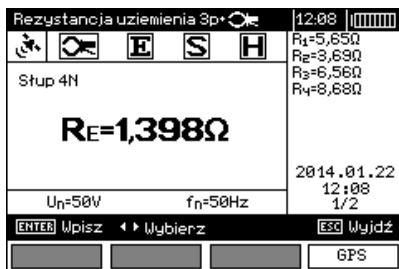 Rezystancja uziemienia 3p+ 12:08
E S H
R1=5,65Ω
R2=3,69Ω
R3=6,56Ω
R4=8,68Ω
Słup 4N
RE=1,398Ω
2014.01.22
12:08
1/2
Un=50V fn=50Hz
ENTER Wpisz Wybierz ESC Wyjdź
GPS